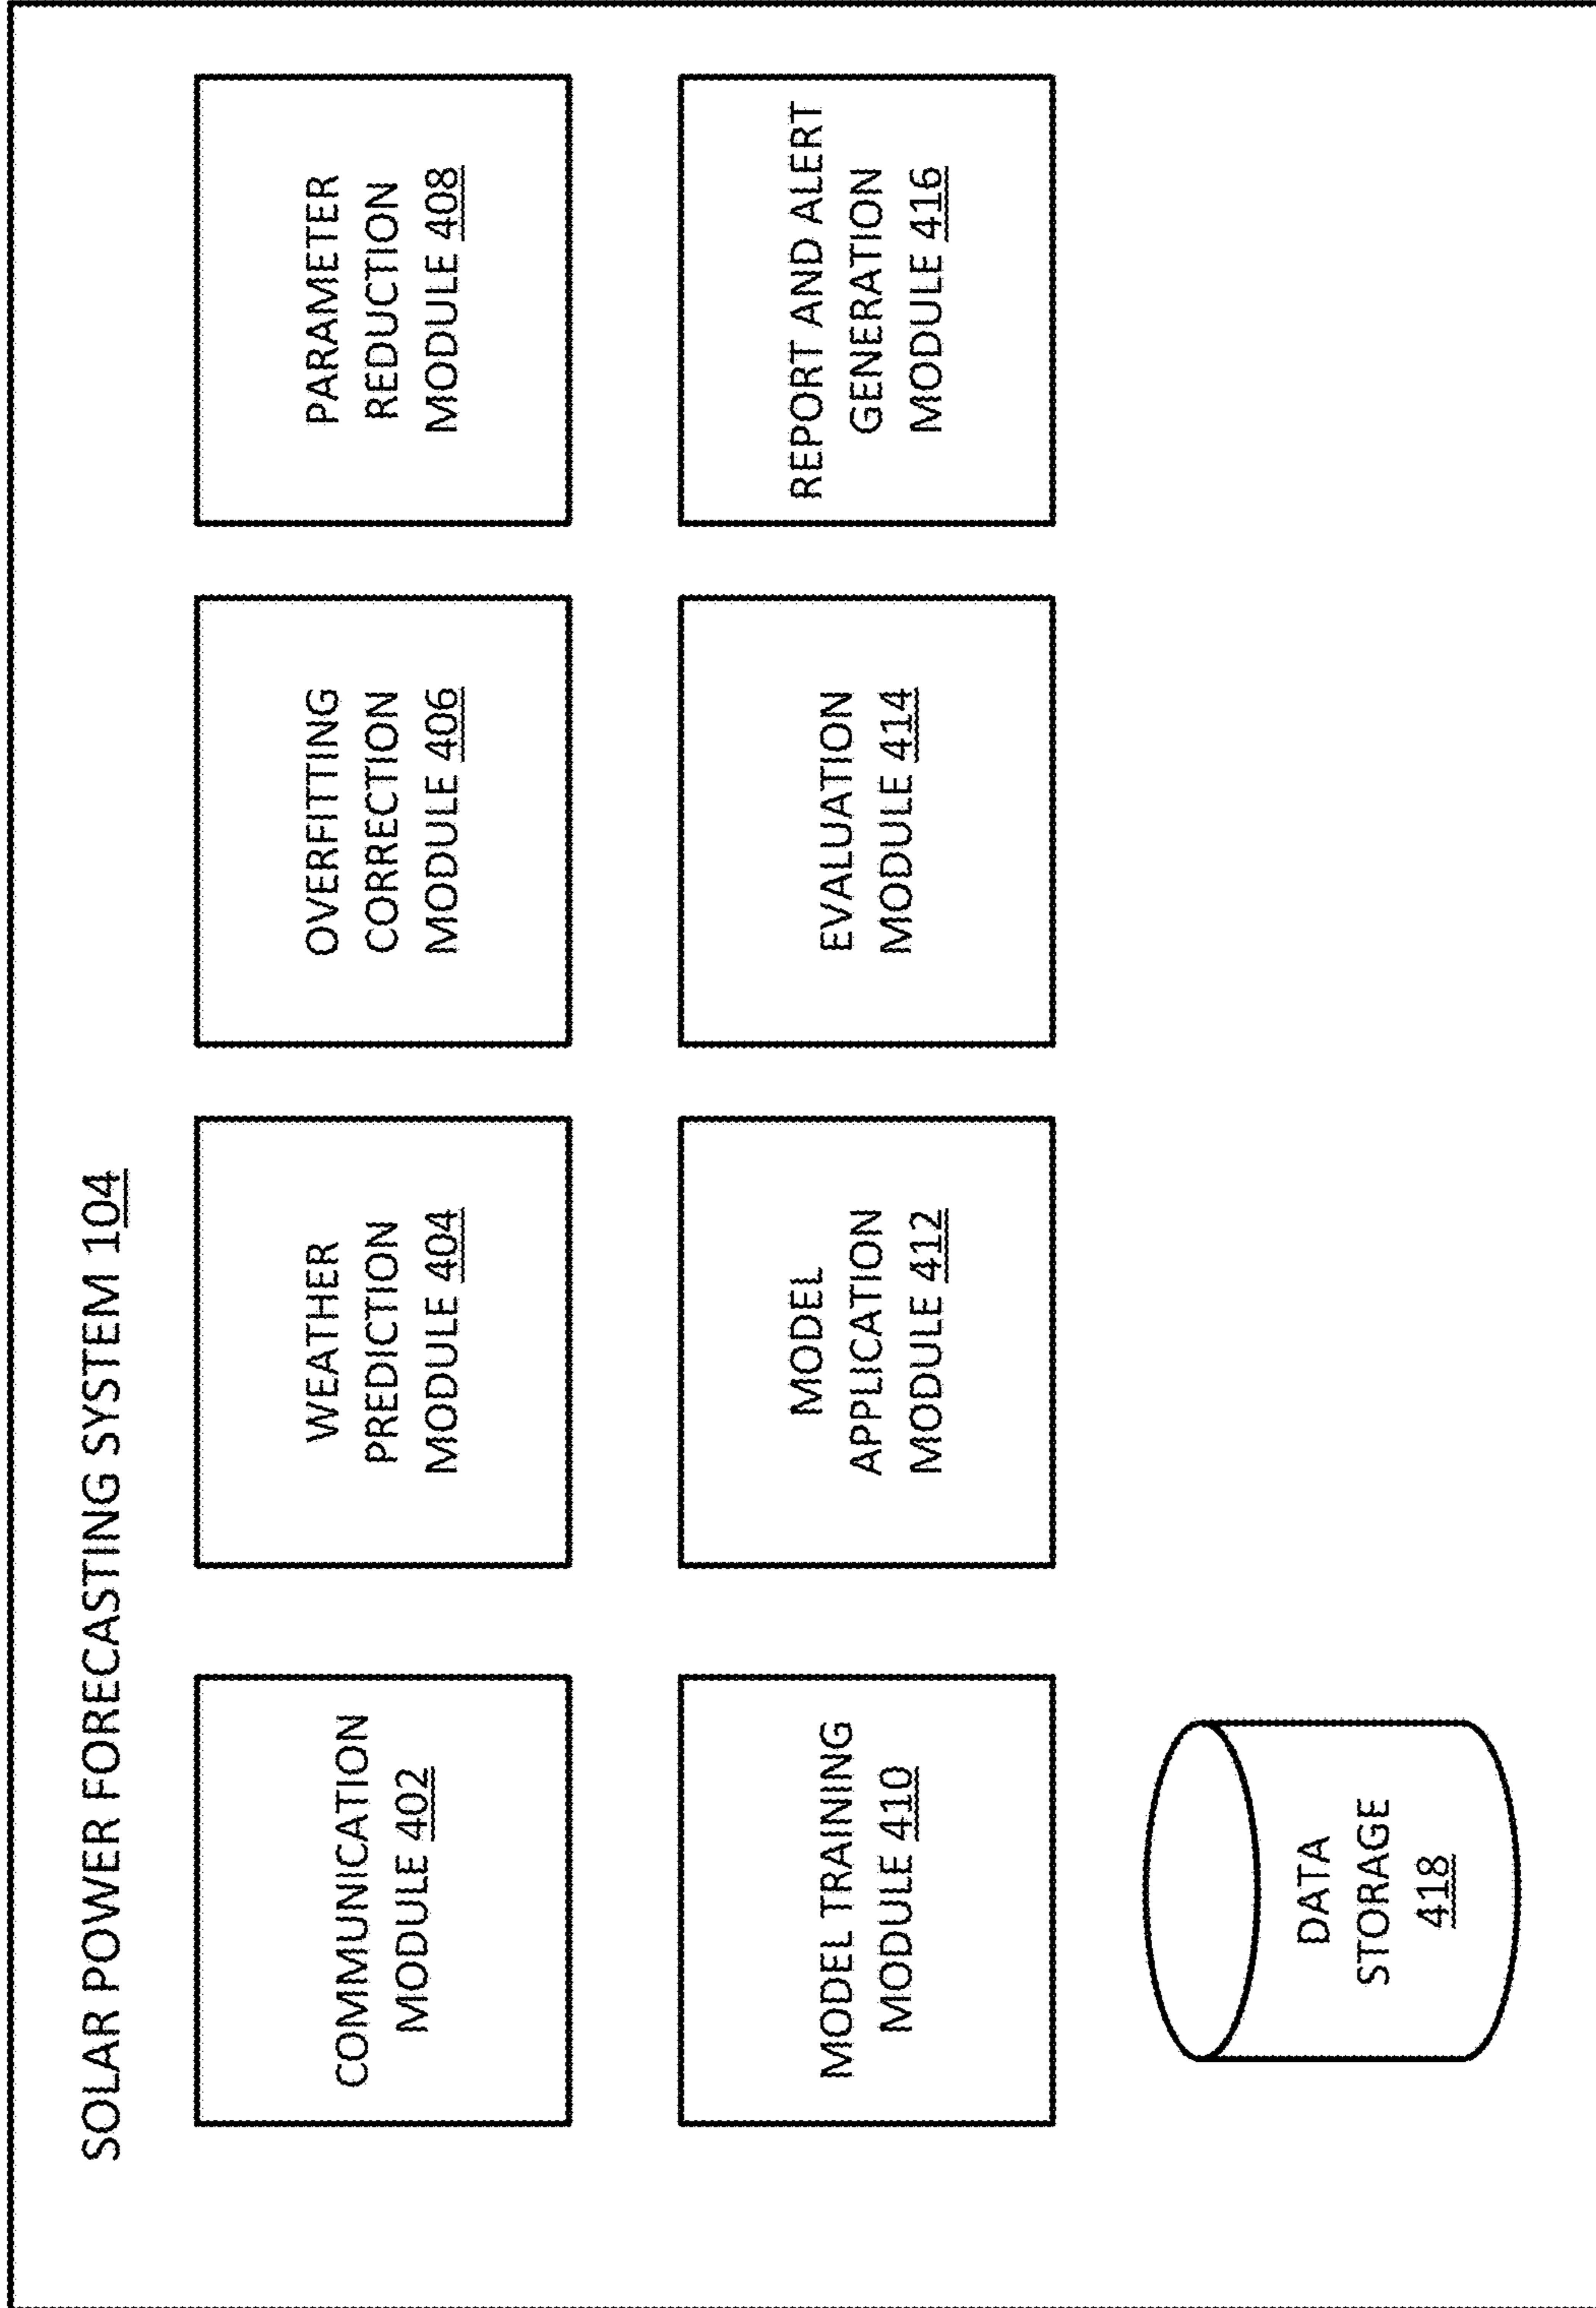 SOLAR POWER FORECASTING SYSTEM 104
COMMUNICATION
MODULE 402
WEATHER
PREDICTION
MODULE 404
OVERFITTING
CORRECTION
MODULE 406
PARAMETER
REDUCTION
MODULE 408
MODEL TRAINING
MODULE 410
MODEL
APPLICATION
MODULE 412
EVALUATION
MODULE 414
REPORT AND ALERT
GENERATION
MODULE 416
DATA
STORAGE
418